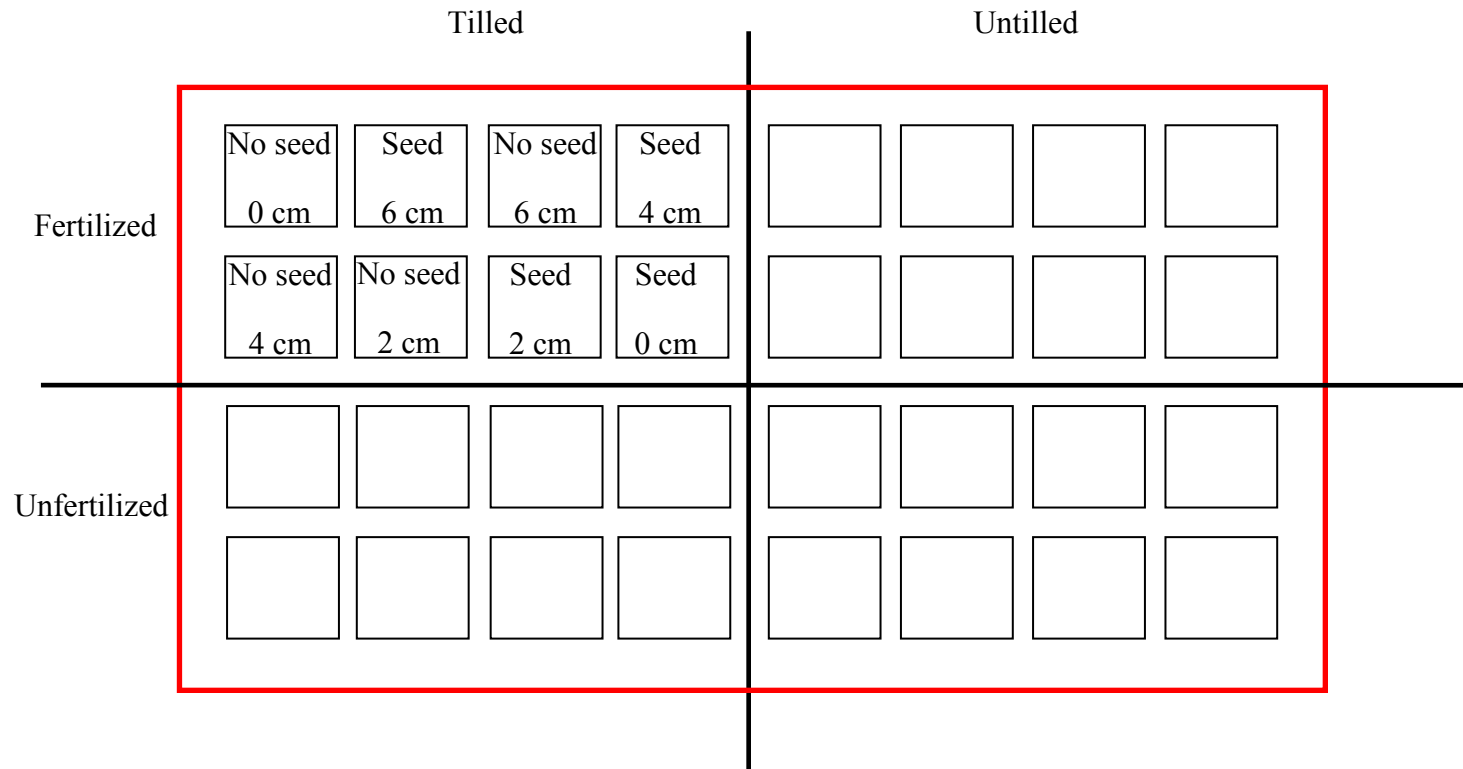 Tilled Untilled
No seed Seed No seed Seed
0 cm 6 cm 6 cm 4 cm
Fertilized
No seed No seed Seed Seed
4 cm 2 cm 2 cm 0 cm
Unfertilized